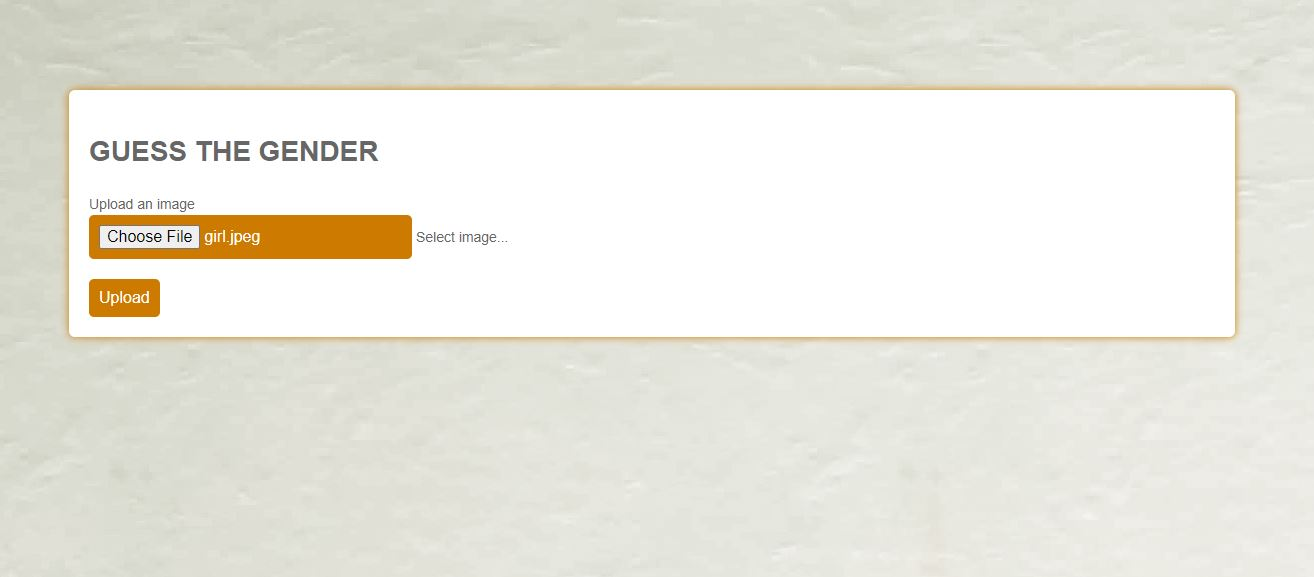 GUESS THE GENDER
Upload an image
Choose File girl.jpeg Select image...
Upload